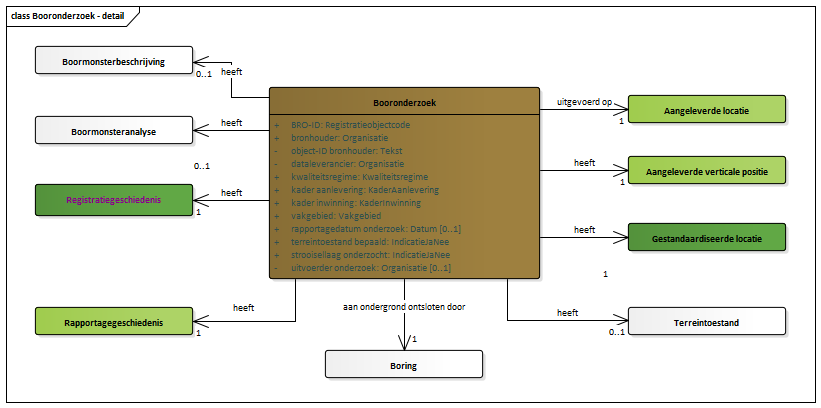 class Booronderzoek - detail
Boormonsterbeschrijving
0..1
heeft
Boormonsteranalyse
heeft
0..1
Registratiegeschiedenis
heeft
1
Rapportagegeschiedenis
heeft
1
Booronderzoek
+ BRO-ID: Registratieobjectcode
+ bronhouder: Organisatie
- object-ID bronhouder: Tekst
- dataleverancier: Organisatie
+ kwaliteitsregime: Kwaliteitsregime
+ kader aanlevering: KaderAanlevering
+ kader inwinning: KaderInwinning
+ vakgebied: Vakgebied
+ rapportagedatum onderzoek: Datum [0..1]
+ terreintoestand bepaald: IndicatieJaNee
+ strooisellaag onderzocht: IndicatieJaNee
- uitvoerder onderzoek: Organisatie [0..1]
aan ondergrond ontsloten door
1
Boring
uitgevoerd op
1
Aangeleverde locatie
heeft
1
Aangeleverde verticale positie
heeft
Gestandaardiseerde locatie
1
heeft
0..1
Terreintoestand